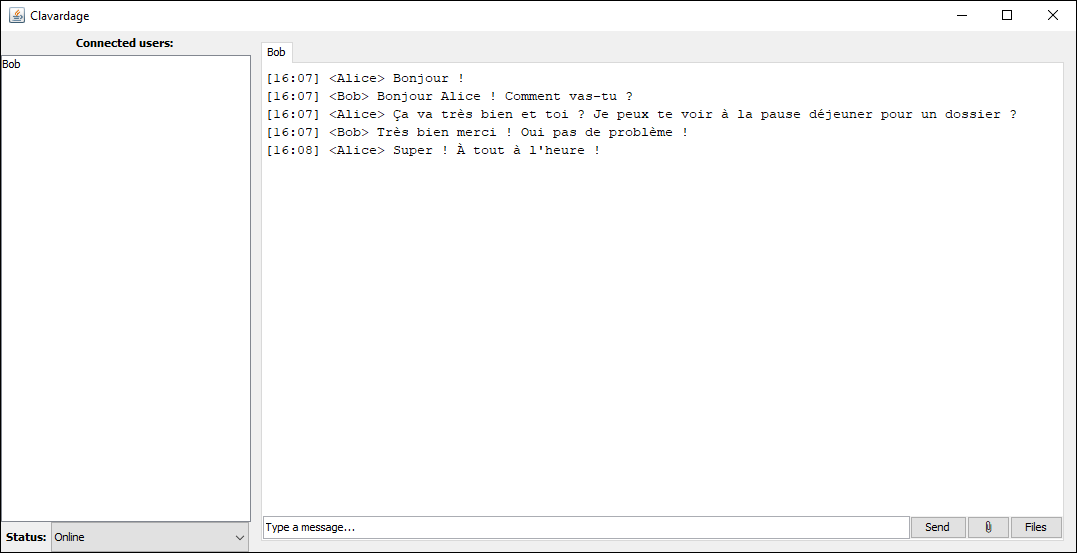 Clavardage
Connected users:
Bob
Status: Online
Bob
[16:07] <Alice> Bonjour !
[16:07] <Bob> Bonjour Alice ! Comment vas-tu ?
[16:07] <Alice> Ça va très bien et toi ? Je peux te voir à la pause déjeuner pour un dossier ?
[16:07] <Bob> Très bien merci ! Oui pas de problème !
[16:08] <Alice> Super ! À tout à l'heure !
Type a message... Send Files